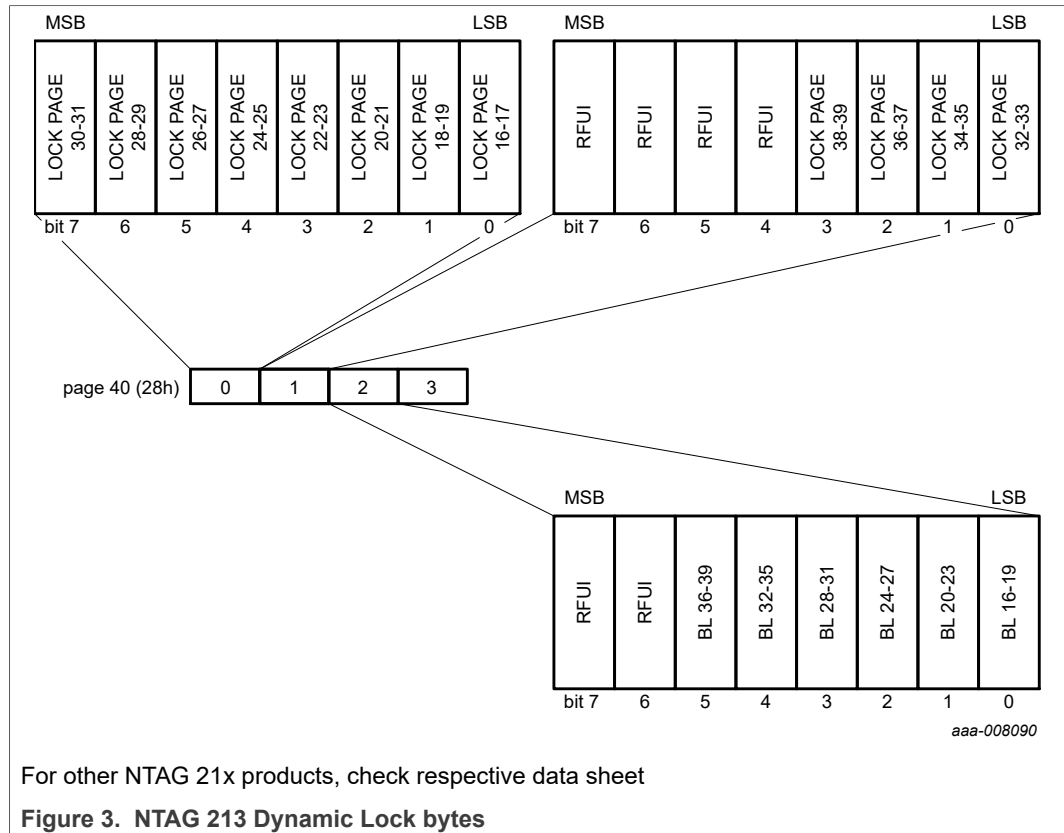 MSB LSB
LOCK PAGE
30-31
LOCK PAGE
28-29
LOCK PAGE
26-27
LOCK PAGE
24-25
LOCK PAGE
22-23
LOCK PAGE
20-21
LOCK PAGE
18-19
LOCK PAGE
16-17
bit 7 6 5 4 3 2 1 0
MSB LSB
RFUI
RFUI
RFUI
RFUI
LOCK PAGE
38-39
LOCK PAGE
36-37
LOCK PAGE
34-35
LOCK PAGE
32-33
bit 7 6 5 4 3 2 1 0
page 40 (28h) 0 1 2 3
MSB LSB
RFUI
RFUI
BL 36-39
BL 32-35
BL 28-31
BL 24-27
BL 20-23
BL 16-19
bit 7 6 5 4 3 2 1 0
aaa-008090
For other NTAG 21x products, check respective data sheet
Figure 3. NTAG 213 Dynamic Lock bytes